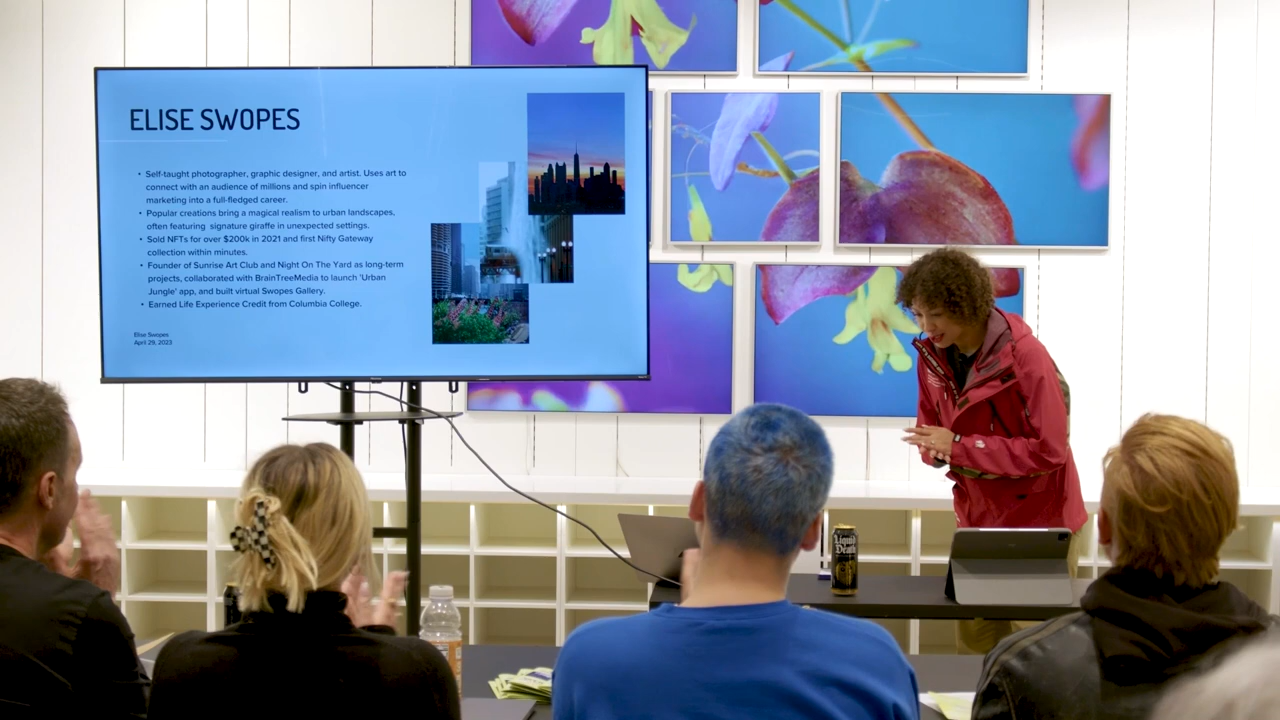 ELISE SWOPES
• Self-taught photographer, graphic designer, and artist. Uses art to
connect with an audience of millions and spin influencer
marketing into a full-fledged career.
• Popular creations bring a magical realism to urban landscapes,
often featuring signature giraffe in unexpected settings.
• Sold NFTs for over $200k in 2021 and first Nifty Gateway
collection within minutes.
• Founder of Sunrise Art Club and Night On The Yard as long-term
projects, collaborated with BrainTreeMedia to launch 'Urban
Jungle' app, and built virtual Swopes Gallery.
• Earned Life Experience Credit from Columbia College.
Elise Swopes
April 29, 2023
Liquid
Death